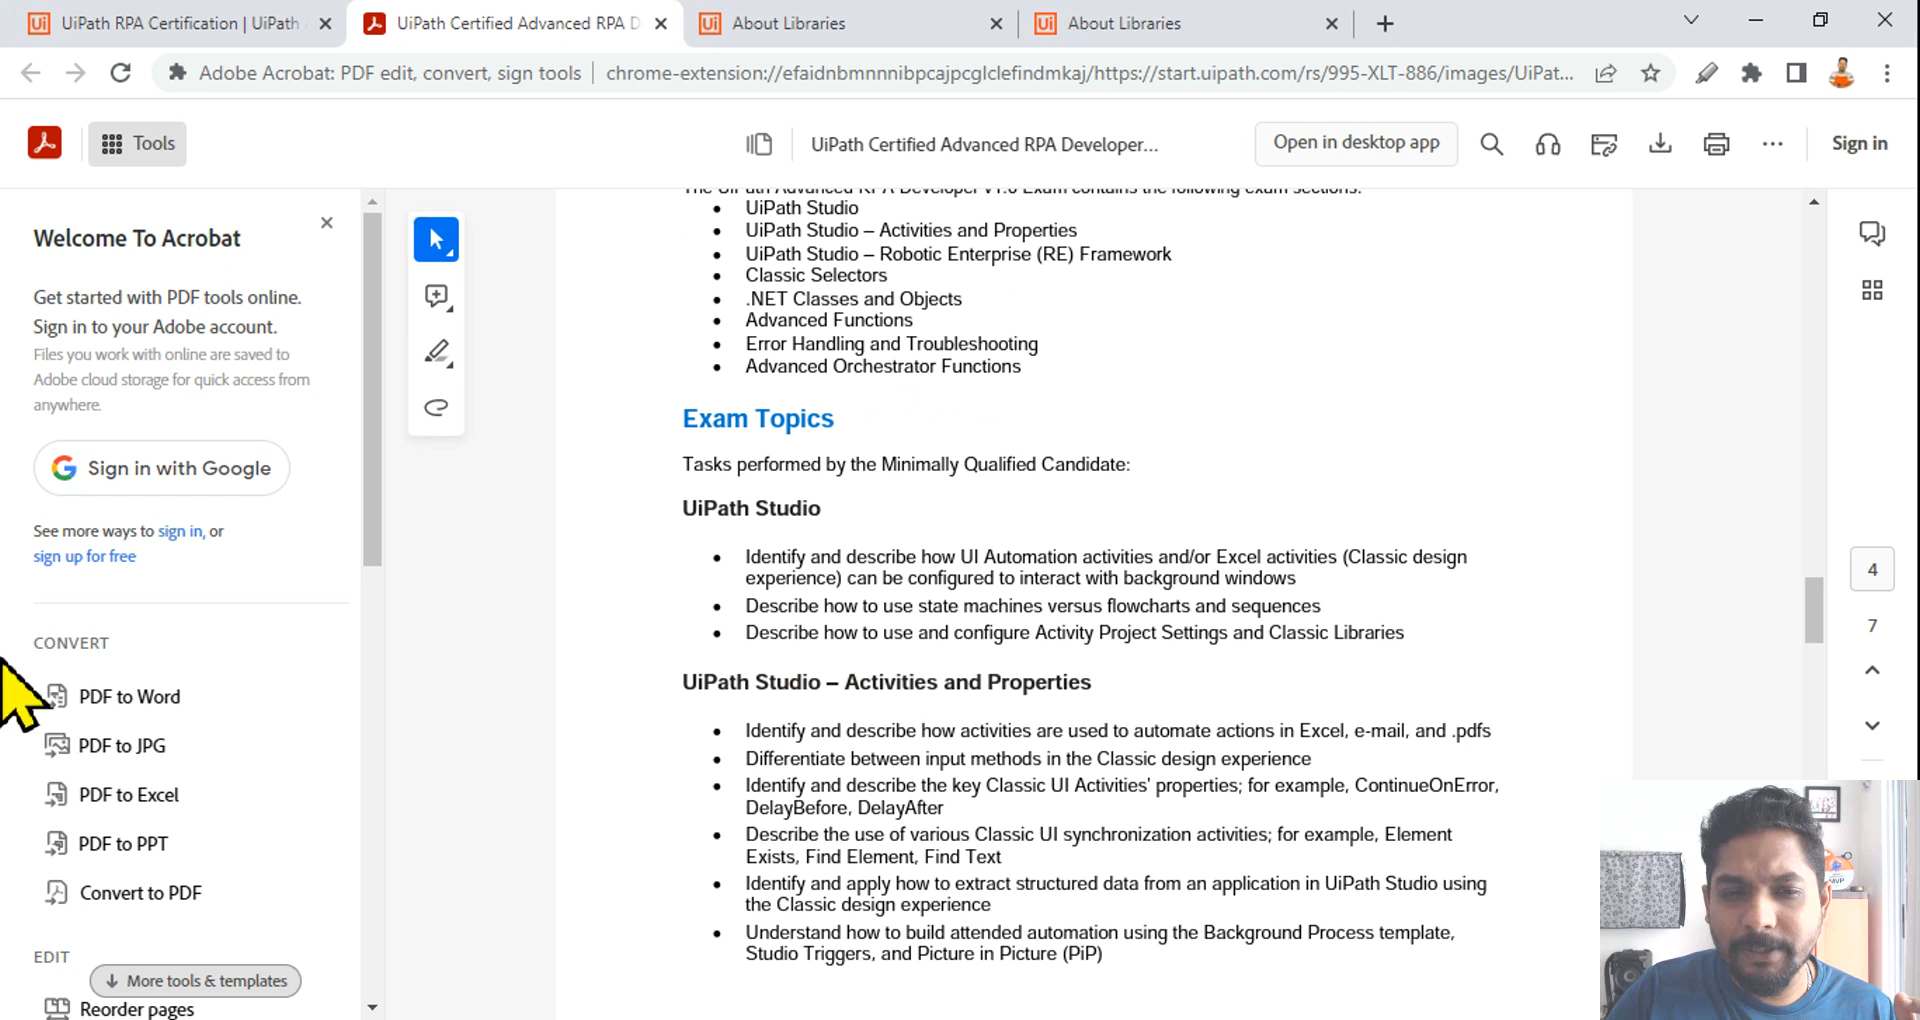 UiPath RPA Certification | UiPath
UiPath Certified Advanced RPA D
About Libraries
About Libraries
Adobe Acrobat: PDF edit, convert, sign tools
chrome-extension://efaidnbmnnnibpcajpcglclefindmkaj/https://start.uipath.com/rs/995-XLT-886/images/UiPat...
Tools
UiPath Certified Advanced RPA Developer...
Open in desktop app
Sign in
Welcome To Acrobat
Get started with PDF tools online.
Sign in to your Adobe account.
Files you work with online are saved to
Adobe cloud storage for quick access from
anywhere.
Sign in with Google
See more ways to sign in, or
sign up for free
CONVERT
PDF to Word
PDF to JPG
PDF to Excel
PDF to PPT
Convert to PDF
EDIT
More tools & templates
Reorder pages
The UiPath Advanced RPA Developer v1.0 Exam contains the following exam sections:
• UiPath Studio
• UiPath Studio – Activities and Properties
• UiPath Studio – Robotic Enterprise (RE) Framework
• Classic Selectors
• .NET Classes and Objects
• Advanced Functions
• Error Handling and Troubleshooting
• Advanced Orchestrator Functions
Exam Topics
Tasks performed by the Minimally Qualified Candidate:
UiPath Studio
• Identify and describe how UI Automation activities and/or Excel activities (Classic design
experience) can be configured to interact with background windows
• Describe how to use state machines versus flowcharts and sequences
• Describe how to use and configure Activity Project Settings and Classic Libraries
UiPath Studio – Activities and Properties
• Identify and describe how activities are used to automate actions in Excel, e-mail, and .pdfs
• Differentiate between input methods in the Classic design experience
• Identify and describe the key Classic UI Activities' properties; for example, ContinueOnError,
DelayBefore, DelayAfter
• Describe the use of various Classic UI synchronization activities; for example, Element
Exists, Find Element, Find Text
• Identify and apply how to extract structured data from an application in UiPath Studio using
the Classic design experience
• Understand how to build attended automation using the Background Process template,
Studio Triggers, and Picture in Picture (PiP)
4
7
MVP